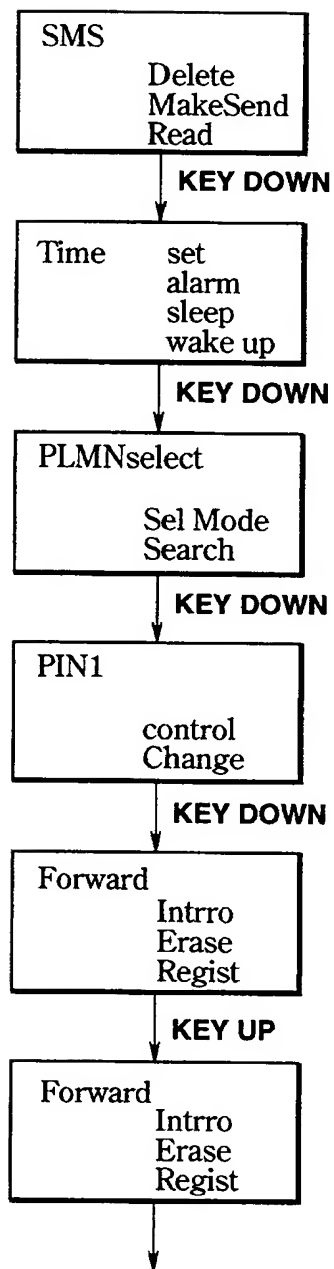 SMS
Delete
MakeSend
Read
KEY DOWN
Time set
alarm
sleep
wake up
KEY DOWN
PLMNselect
Sel Mode
Search
KEY DOWN
PIN1
control
Change
KEY DOWN
Forward
Intrro
Erase
Regist
KEY UP
Forward
Intrro
Erase
Regist